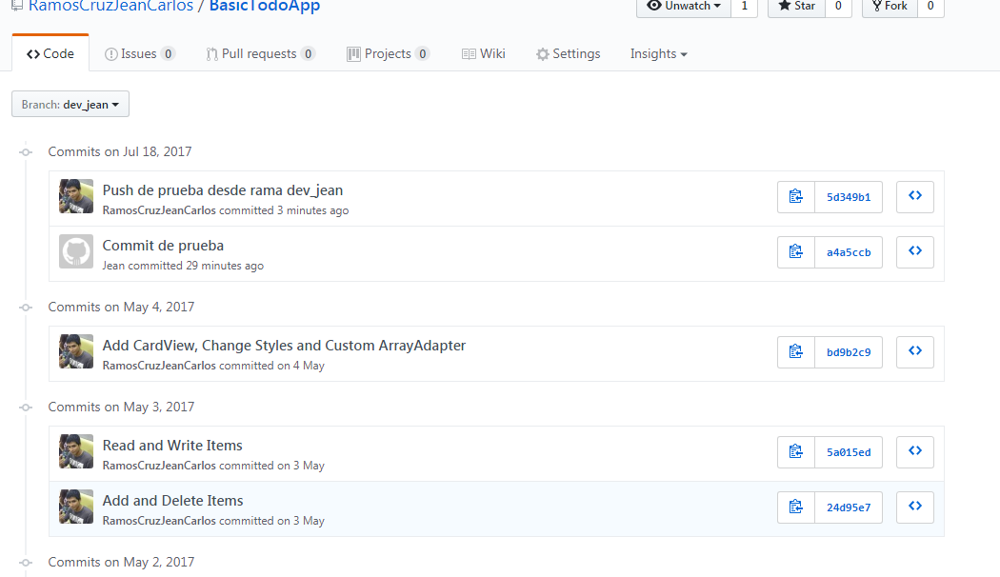 RamosCruzJeanCarlos / BasicTodoApp
Unwatch 1 Star 0 Fork 0
Code Issues 0 Pull requests 0 Projects 0 Wiki Settings Insights
Branch: dev_jean
Commits on Jul 18, 2017
Push de prueba desde rama dev_jean
RamosCruzJeanCarlos committed 3 minutes ago
5d349b1
Commit de prueba
Jean committed 29 minutes ago
a4a5ccb
Commits on May 4, 2017
Add CardView, Change Styles and Custom ArrayAdapter
RamosCruzJeanCarlos committed on 4 May
bd9b2c9
Commits on May 3, 2017
Read and Write Items
RamosCruzJeanCarlos committed on 3 May
5a015ed
Add and Delete Items
RamosCruzJeanCarlos committed on 3 May
24d95e7
Commits on May 2, 2017